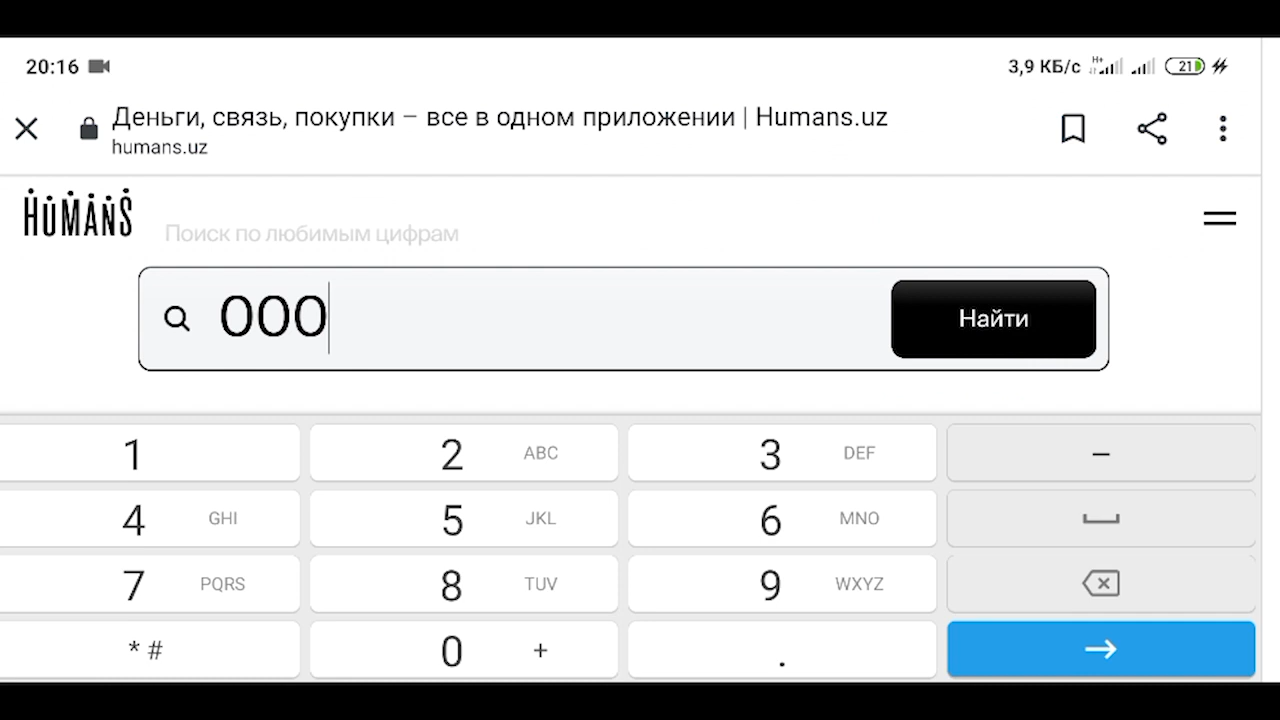 20:16 3,9 КБ/с H+ 21
Деньги, связь, покупки – все в одном приложении | Humans.uz
humans.uz
HUMANS
Поиск по любимым цифрам
000 Найти
1 2 ABC 3 DEF –
4 GHI 5 JKL 6 MNO
7 PQRS 8 TUV 9 WXYZ
* # 0 + .